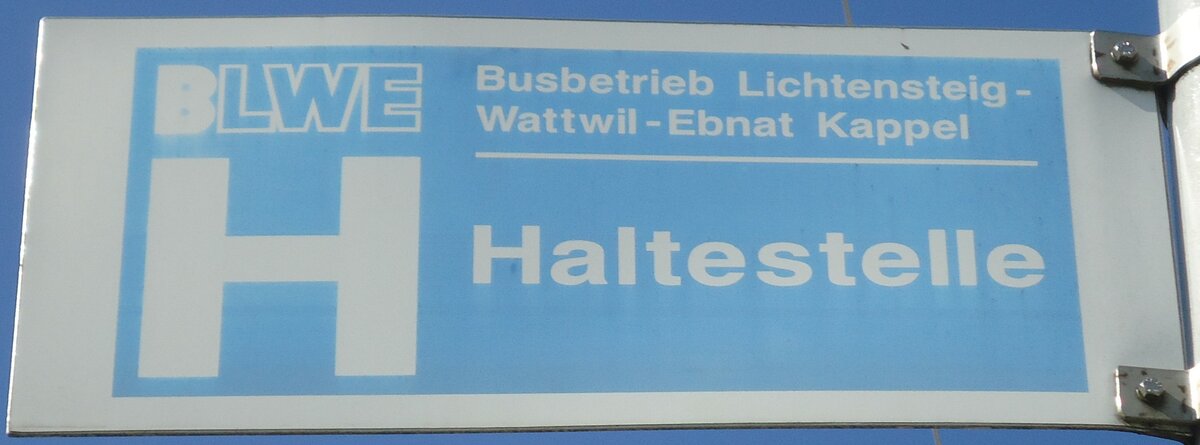 BLWE
Busbetrieb Lichtensteig-
Wattwil-Ebnat Kappel
H
Haltestelle